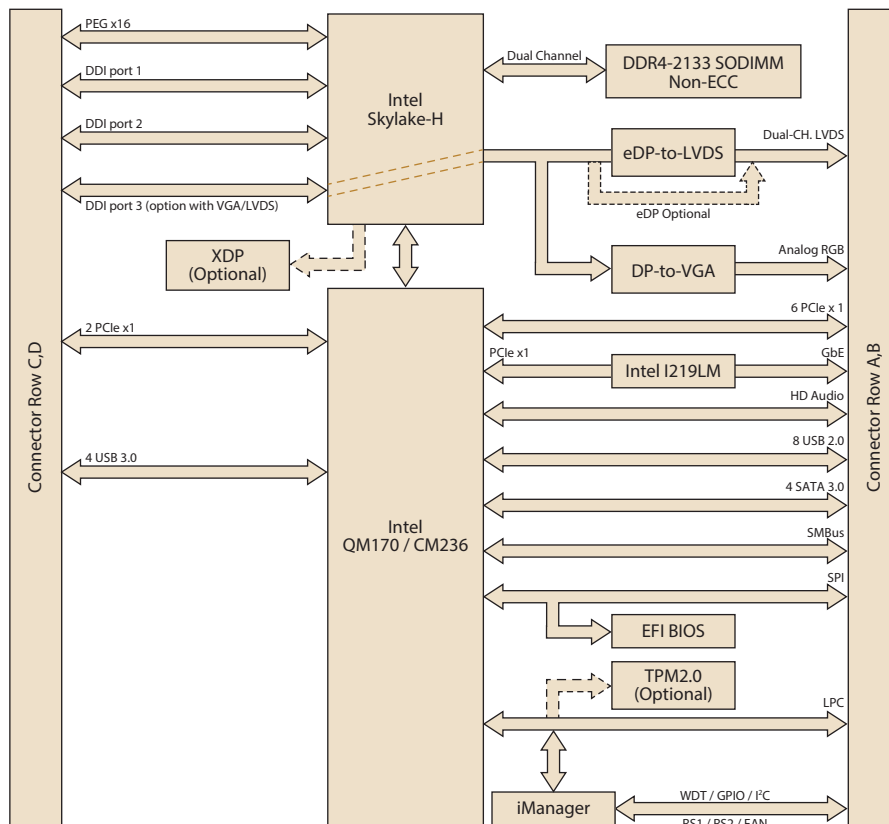 PEG x16
DDI port 1
DDI port 2
DDI port 3 (option with VGA/LVDS)
Connector Row C,D
2 PCIe x1
4 USB 3.0
Intel
Skylake-H
XDP
(Optional)
Intel
QM170 / CM236
Dual Channel
DDR4-2133 SODIMM
Non-ECC
eDP-to-LVDS
Dual-CH. LVDS
eDP Optional
DP-to-VGA
Analog RGB
6 PCIe x 1
PCIe x1
Intel I219LM
GbE
HD Audio
8 USB 2.0
4 SATA 3.0
SMBus
SPI
EFI BIOS
TPM2.0
(Optional)
LPC
iManager
WDT / GPIO / I²C
RS1 / RS2 / FAN
Connector Row A,B